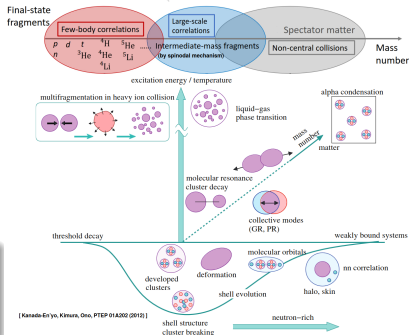 Final-state
fragments
Few-body correlations
Large-scale
correlations
Spectator matter
p d t ⁴H ⁵He .....
n ³He ⁴He ⁵Li
⁶Li
Intermediate-mass fragments
(by spinodal mechanism)
Non-central collisions
Mass
number
excitation energy / temperature
multifragmentation in heavy ion collision
liquid-gas
phase transition
alpha condensation
mass number
matter
molecular resonance
cluster decay
collective modes
(GR, PR)
threshold decay
weakly bound systems
developed
clusters
deformation
molecular orbitals
nn correlation
halo, skin
shell evolution
[ Kanada-En'yo, Kimura, Ono, PTEP 01A202 (2012) ]
shell structure
cluster breaking
neutron-rich